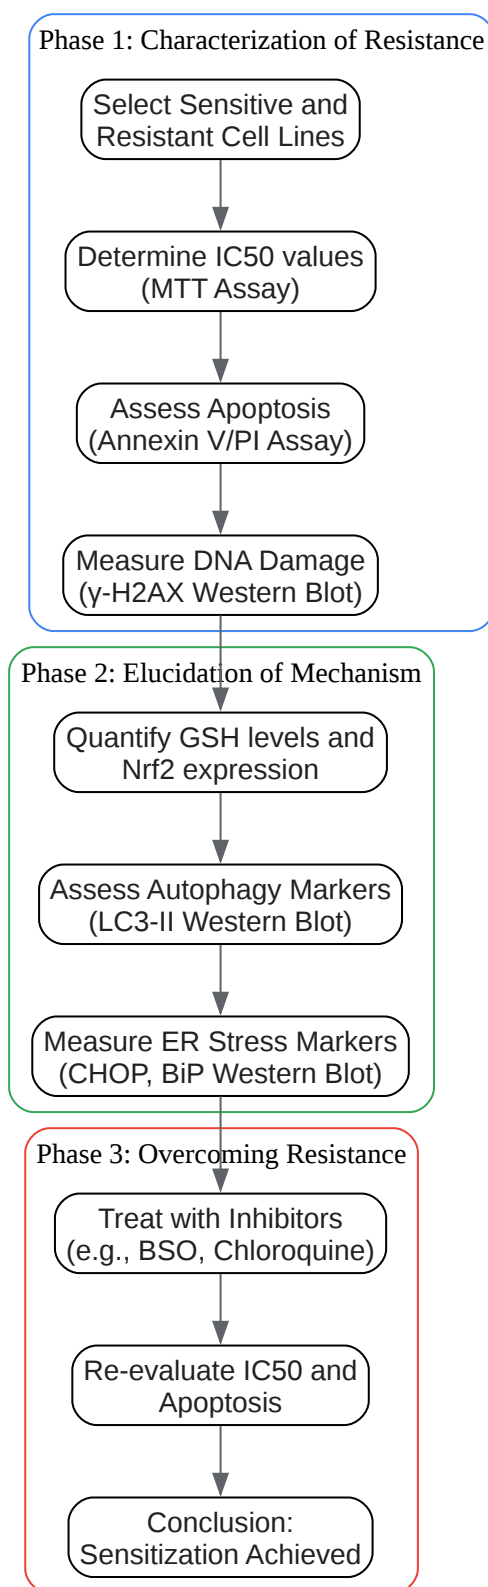 Phase 1: Characterization of Resistance
Select Sensitive and
Resistant Cell Lines
Determine IC50 values
(MTT Assay)
Assess Apoptosis
(Annexin V/PI Assay)
Measure DNA Damage
(γ-H2AX Western Blot)
Phase 2: Elucidation of Mechanism
Quantify GSH levels and
Nrf2 expression
Assess Autophagy Markers
(LC3-II Western Blot)
Measure ER Stress Markers
(CHOP, BiP Western Blot)
Phase 3: Overcoming Resistance
Treat with Inhibitors
(e.g., BSO, Chloroquine)
Re-evaluate IC50 and
Apoptosis
Conclusion:
Sensitization Achieved